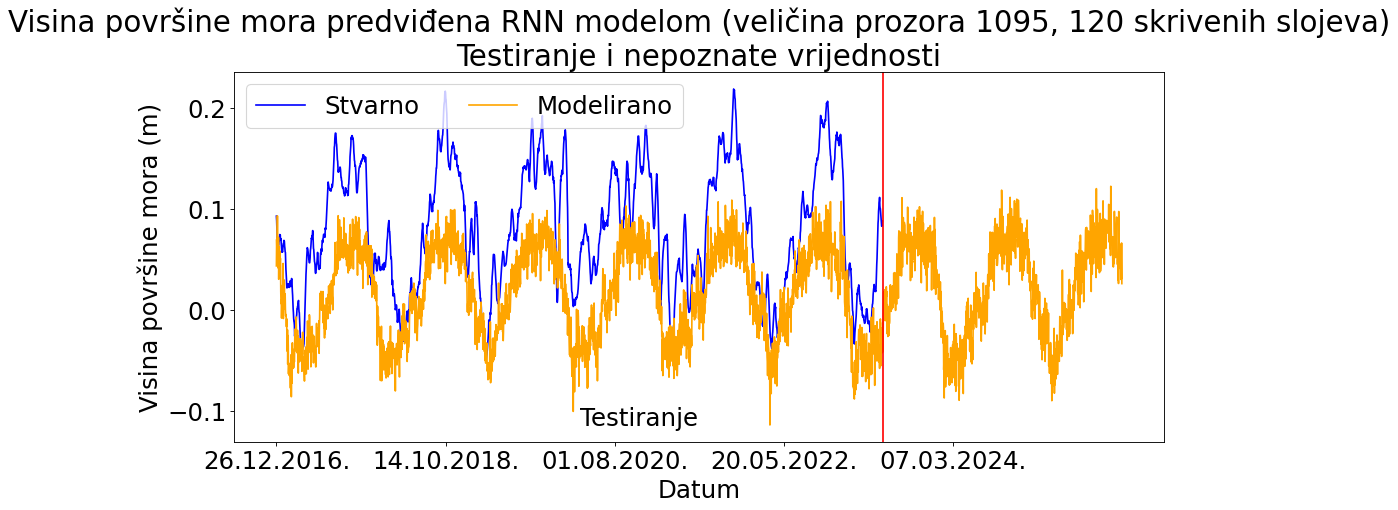 Visina površine mora predviđena RNN modelom (veličina prozora 1095, 120 skrivenih slojeva)
Testiranje i nepoznate vrijednosti
Stvarno
Modelirano
Visina površine mora (m)
0.2
0.1
0.0
−0.1
Testiranje
26.12.2016.
14.10.2018.
01.08.2020.
20.05.2022.
07.03.2024.
Datum